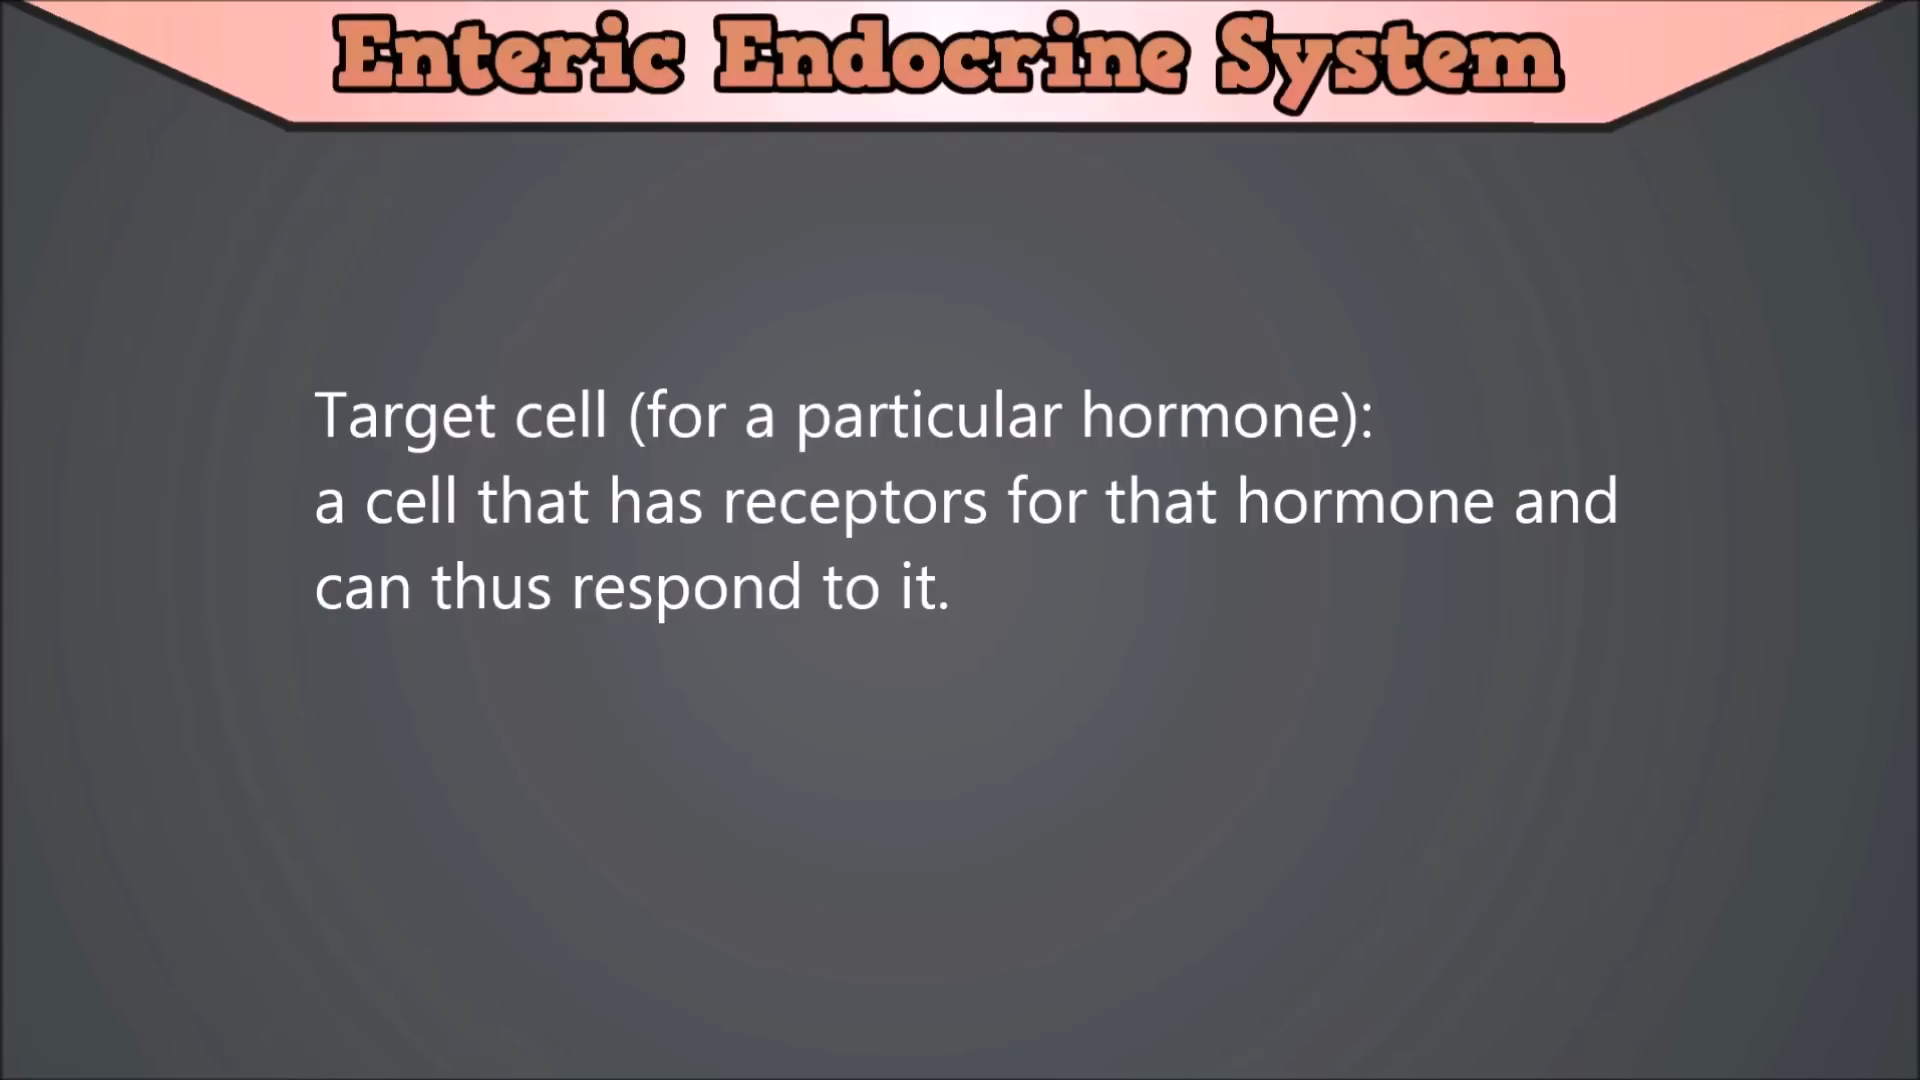 Enteric Endocrine System
Target cell (for a particular hormone):
a cell that has receptors for that hormone and
can thus respond to it.